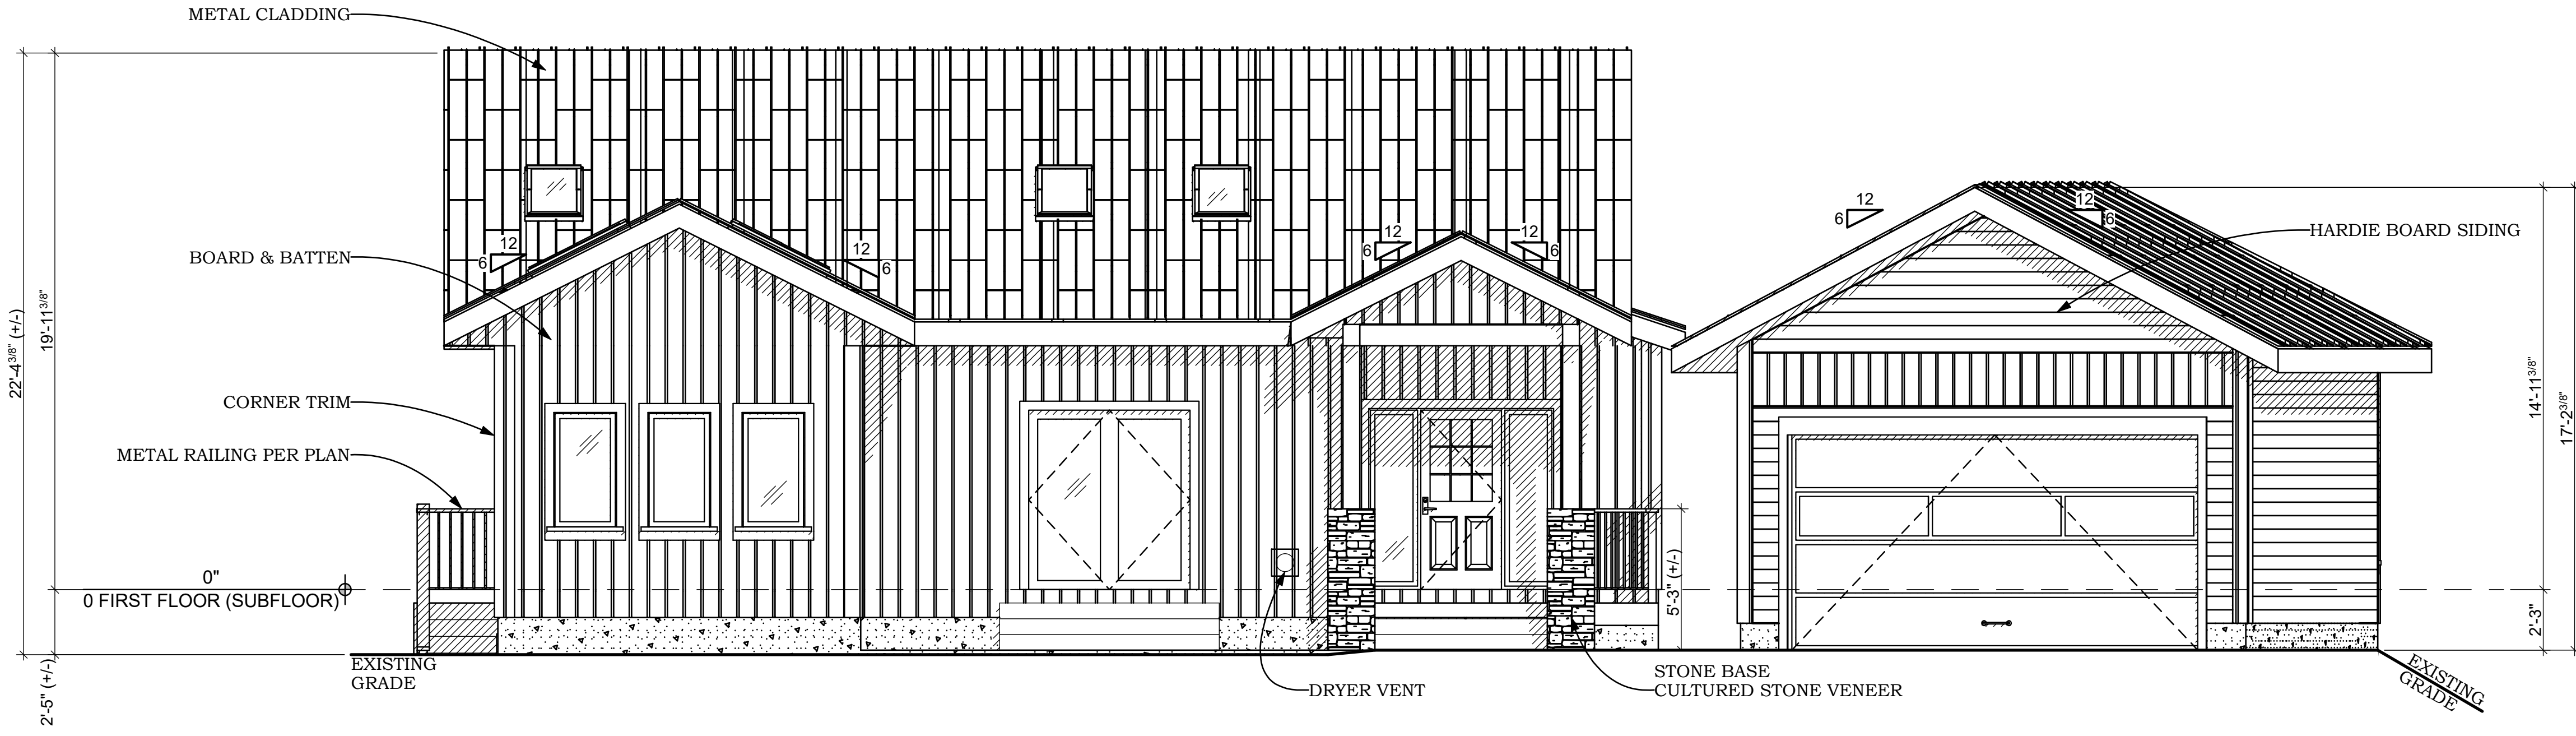 METAL CLADDING
12
6
12
6
12
6
12
6
12
6
12
6
HARDIE BOARD SIDING
BOARD & BATTEN
22'-4 3/8" (+/-)
19'-11 3/8"
CORNER TRIM
METAL RAILING PER PLAN
14'-11 3/8"
17'-2 3/8"
0"
0 FIRST FLOOR (SUBFLOOR)
5'-3" (+/-)
2'-3"
2'-5" (+/-)
EXISTING
GRADE
DRYER VENT
STONE BASE
CULTURED STONE VENEER
EXISTING
GRADE